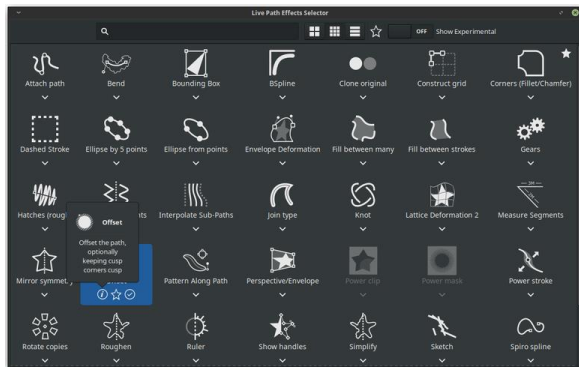 Live Path Effects Selector
OFF Show Experimental
Attach path Bend Bounding Box BSpline Clone original Construct grid Corners (Fillet/Chamfer)
Dashed Stroke Ellipse by 5 points Ellipse from points Envelope Deformation Fill between many Fill between strokes Gears
Hatches (roug Interpolate Sub-Paths Join type Knot Lattice Deformation 2 Measure Segments
Offset
Offset the path,
optionally
keeping cusp
corners cusp
Mirror symmet. Pattern Along Path Perspective/Envelope Power clip Power mask Power stroke
Rotate copies Roughen Ruler Show handles Simplify Sketch Spiro spline